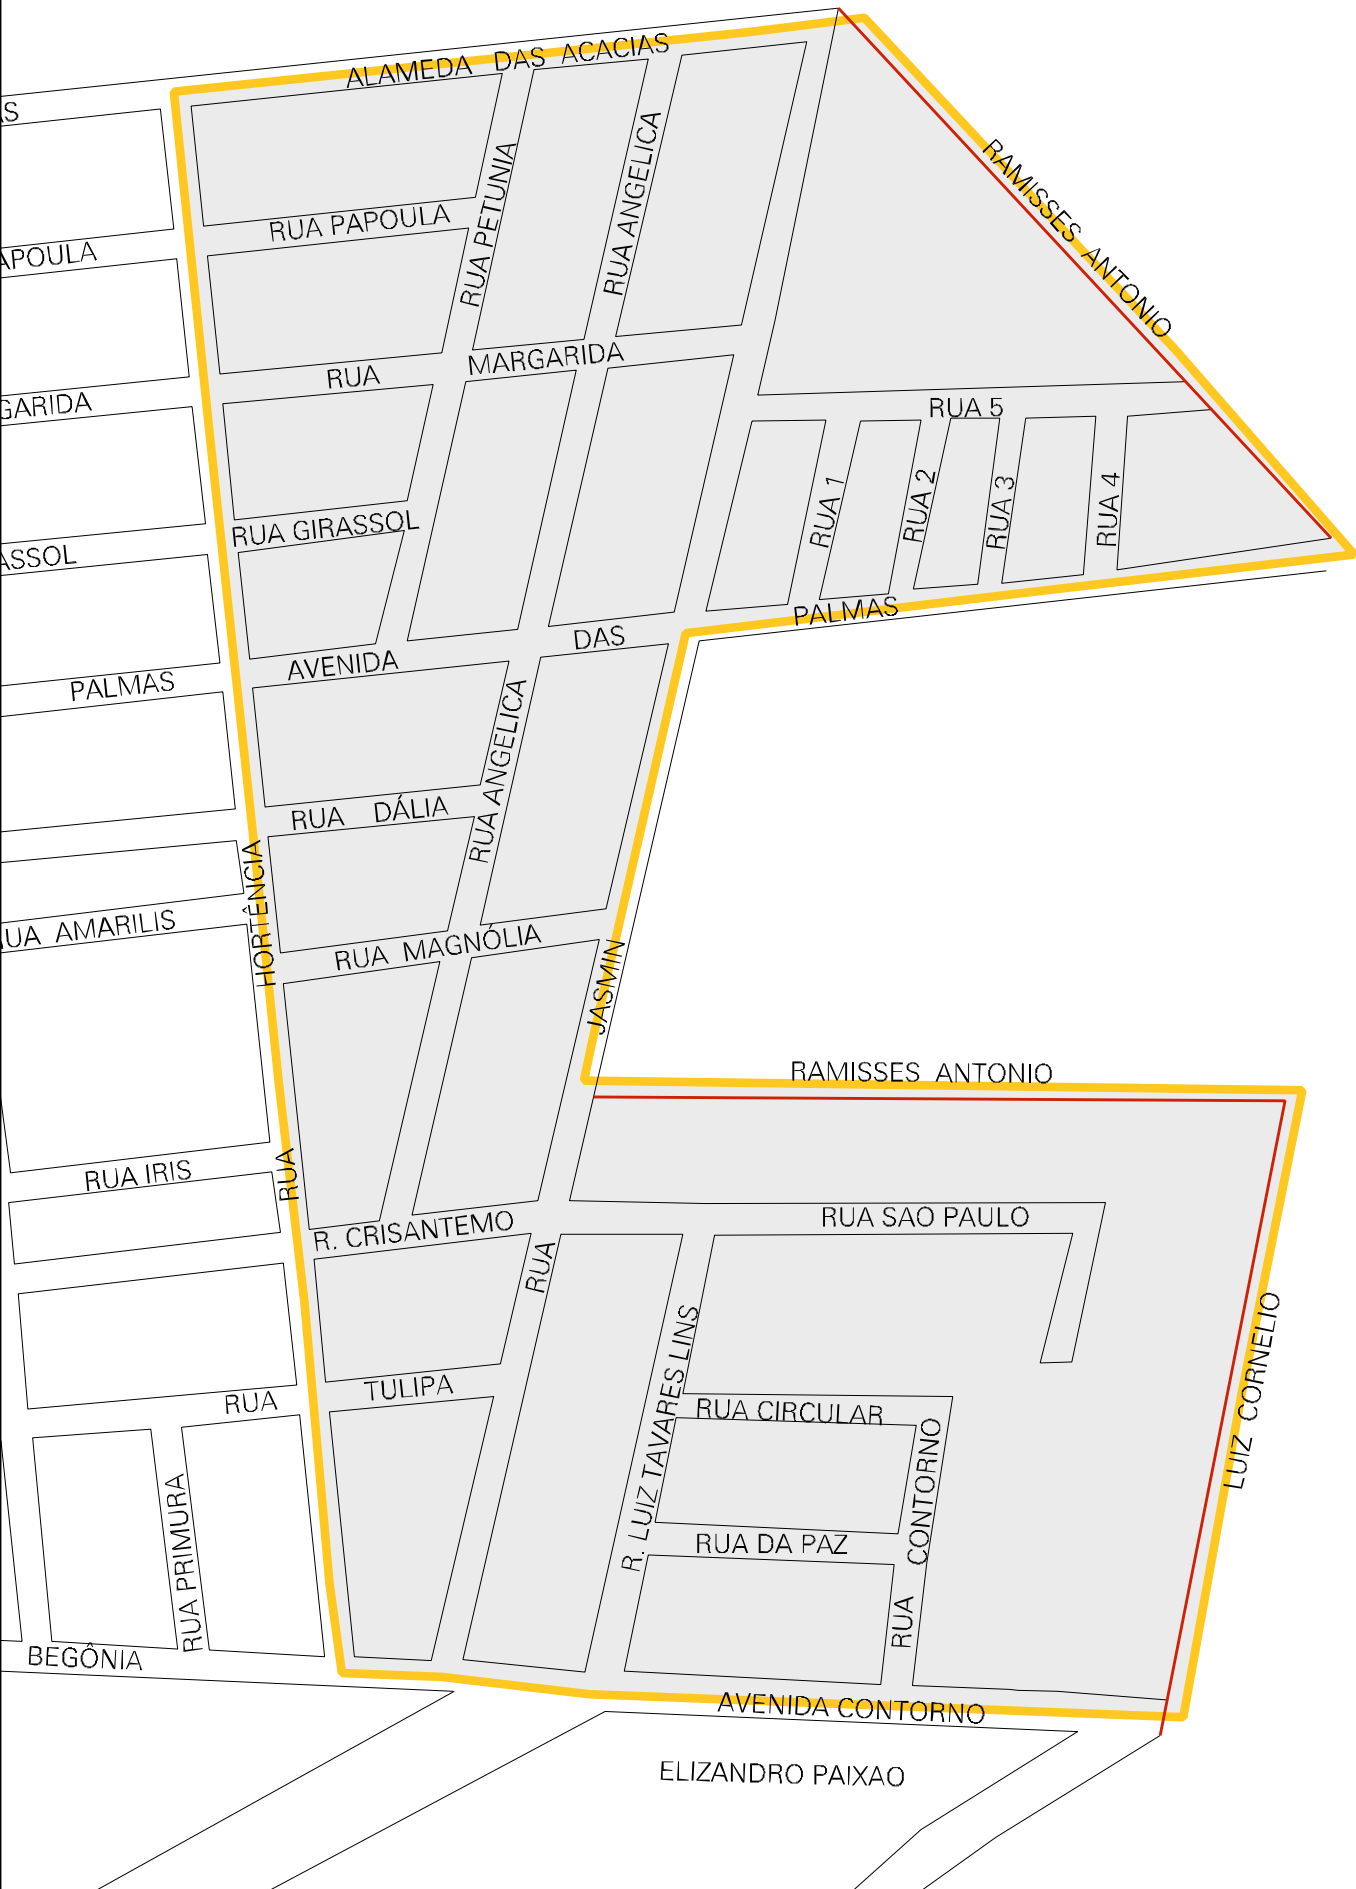 ALAMEDA DAS ACACIAS
AS
RAMISSES ANTONIO
RUA PETUNIA
RUA ANGELICA
RUA PAPOULA
APOULA
RUA MARGARIDA
GARIDA
RUA 5
RUA 1
RUA 2
RUA 3
RUA 4
RUA GIRASSOL
ASSOL
AVENIDA DAS PALMAS
PALMAS
RUA ANGELICA
RUA DÁLIA
RUA HORTÊNCIA
UA AMARILIS
RUA MAGNÓLIA
RUA JASMIN
RAMISSES ANTONIO
RUA IRIS
R. CRISANTEMO
RUA SAO PAULO
LUIZ CORNELIO
R. LUIZ TAVARES LINS
RUA TULIPA
RUA CIRCULAR
RUA CONTORNO
RUA PRIMURA
RUA DA PAZ
BEGÔNIA
AVENIDA CONTORNO
ELIZANDRO PAIXAO